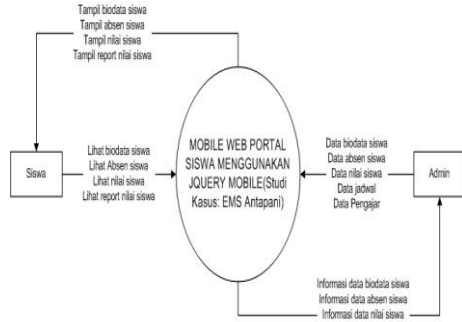 Tampil biodata siswa
Tampil absen siswa
Tampil nilai siswa
Tampil report nilai siswa
MOBILE WEB PORTAL
SISWA MENGGUNAKAN
JQUERY MOBILE(Studi
Kasus: EMS Antapani)
Siswa
Lihat biodata siswa
Lihat Absen siswa
Lihat nilai siswa
Lihat report nilai siswa
Data biodata siswa
Data absen siswa
Data nilai siswa
Data jadwal
Data Pengajar
Admin
Informasi data biodata siswa
Informasi data absen siswa
Informasi data nilai siswa